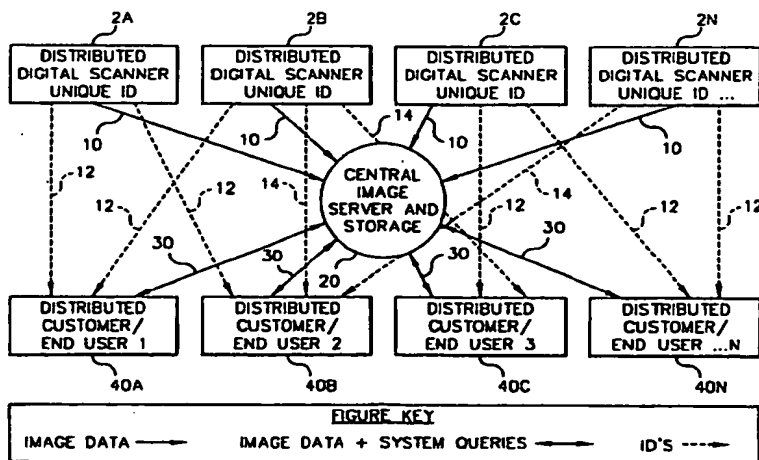 2A 2B 2C 2N
DISTRIBUTED DIGITAL SCANNER UNIQUE ID
DISTRIBUTED DIGITAL SCANNER UNIQUE ID
DISTRIBUTED DIGITAL SCANNER UNIQUE ID
DISTRIBUTED DIGITAL SCANNER UNIQUE ID ...
10 10 14 10 10
12 12 12 14 12 14 12 12
CENTRAL
IMAGE
SERVER AND
STORAGE
30 30 20 30 30
DISTRIBUTED CUSTOMER/ END USER 1
DISTRIBUTED CUSTOMER/ END USER 2
DISTRIBUTED CUSTOMER/ END USER 3
DISTRIBUTED CUSTOMER/ END USER ...N
40A 40B 40C 40N
FIGURE KEY
IMAGE DATA IMAGE DATA + SYSTEM QUERIES ID'S